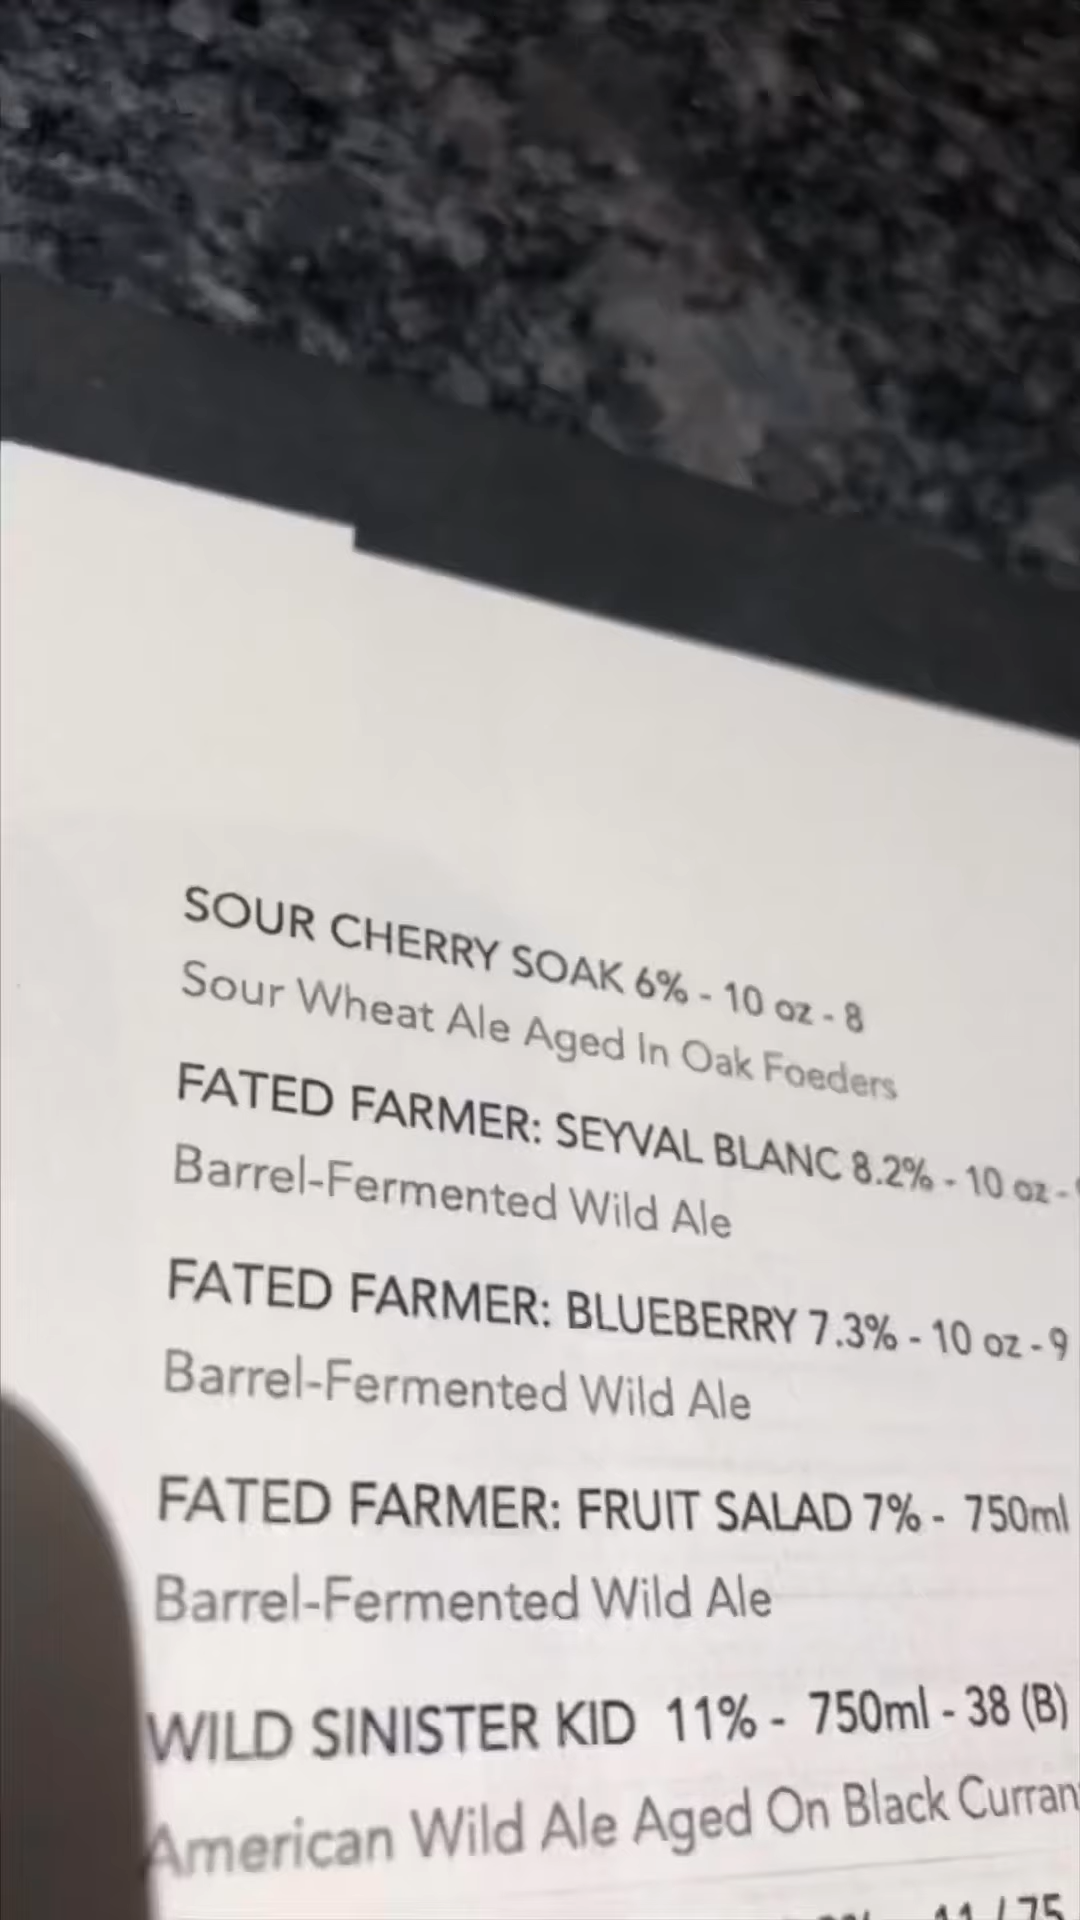 SOUR CHERRY SOAK 6% - 10 oz - 8
Sour Wheat Ale Aged In Oak Foeders
FATED FARMER: SEYVAL BLANC 8.2% - 10 oz -
Barrel-Fermented Wild Ale
FATED FARMER: BLUEBERRY 7.3% - 10 oz - 9
Barrel-Fermented Wild Ale
FATED FARMER: FRUIT SALAD 7% - 750ml
Barrel-Fermented Wild Ale
WILD SINISTER KID 11% - 750ml - 38 (B)
American Wild Ale Aged On Black
11 / 75